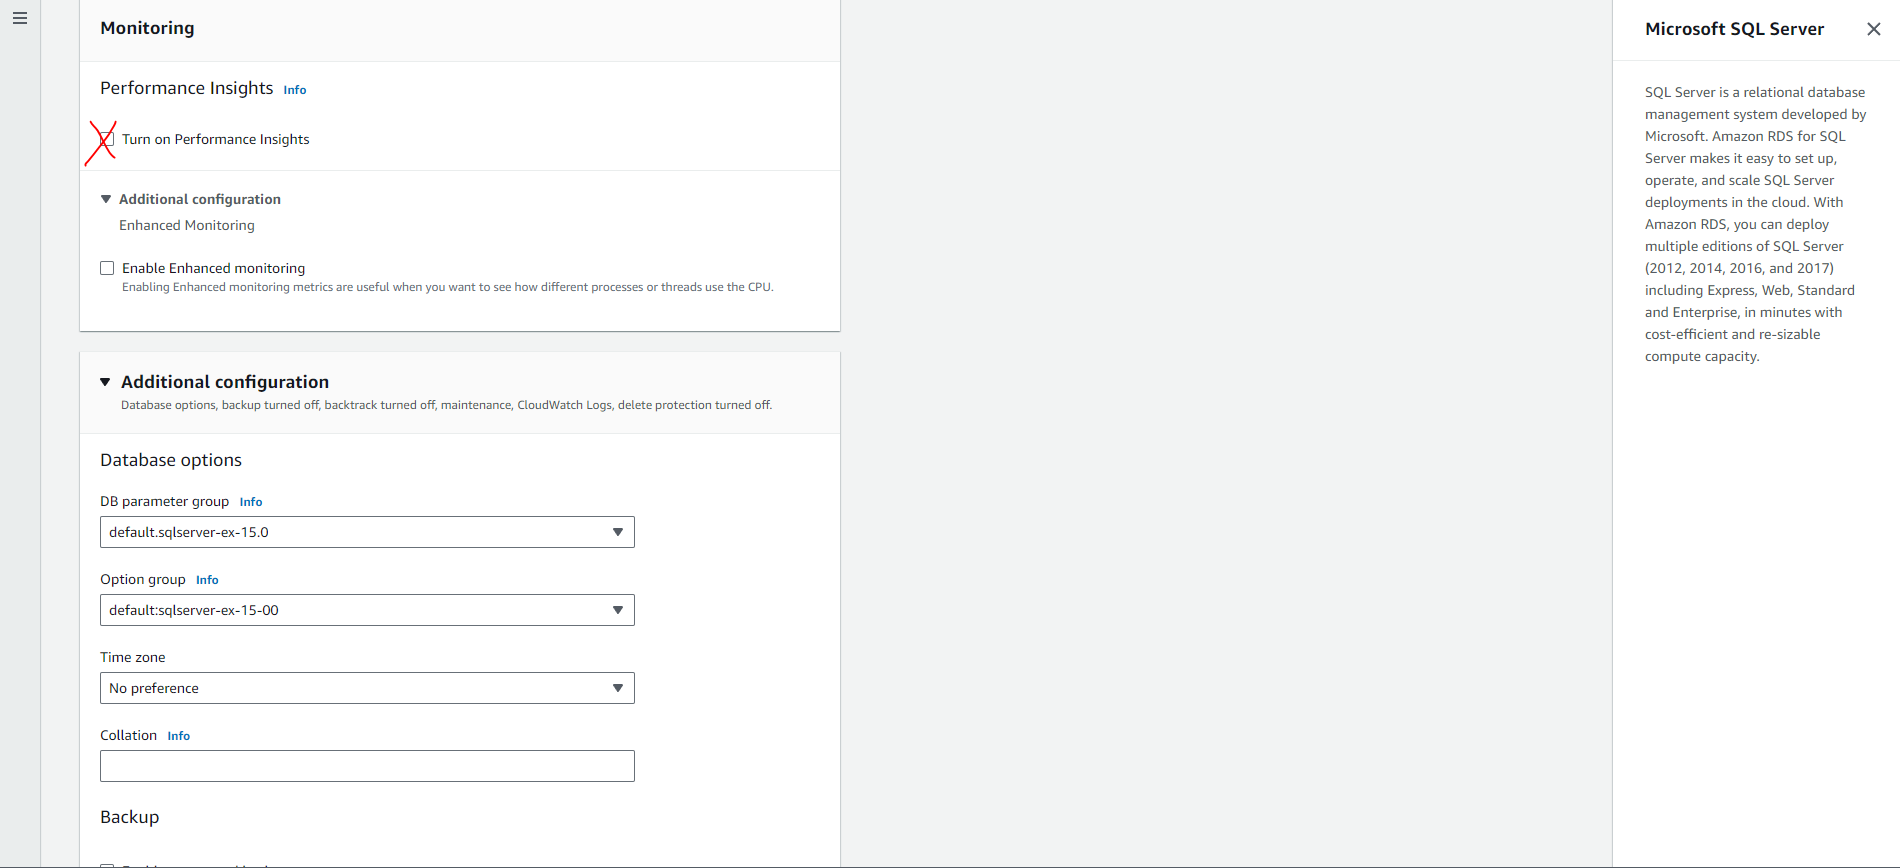 Monitoring
Performance Insights Info
Turn on Performance Insights
Additional configuration
Enhanced Monitoring
Enable Enhanced monitoring
Enabling Enhanced monitoring metrics are useful when you want to see how different processes or threads use the CPU.
Additional configuration
Database options, backup turned off, backtrack turned off, maintenance, CloudWatch Logs, delete protection turned off.
Database options
DB parameter group Info
default.sqlserver-ex-15.0
Option group Info
default:sqlserver-ex-15-00
Time zone
No preference
Collation Info
Backup
Microsoft SQL Server
SQL Server is a relational database
management system developed by
Microsoft. Amazon RDS for SQL
Server makes it easy to set up,
operate, and scale SQL Server
deployments in the cloud. With
Amazon RDS, you can deploy
multiple editions of SQL Server
(2012, 2014, 2016, and 2017)
including Express, Web, Standard
and Enterprise, in minutes with
cost-efficient and re-sizable
compute capacity.